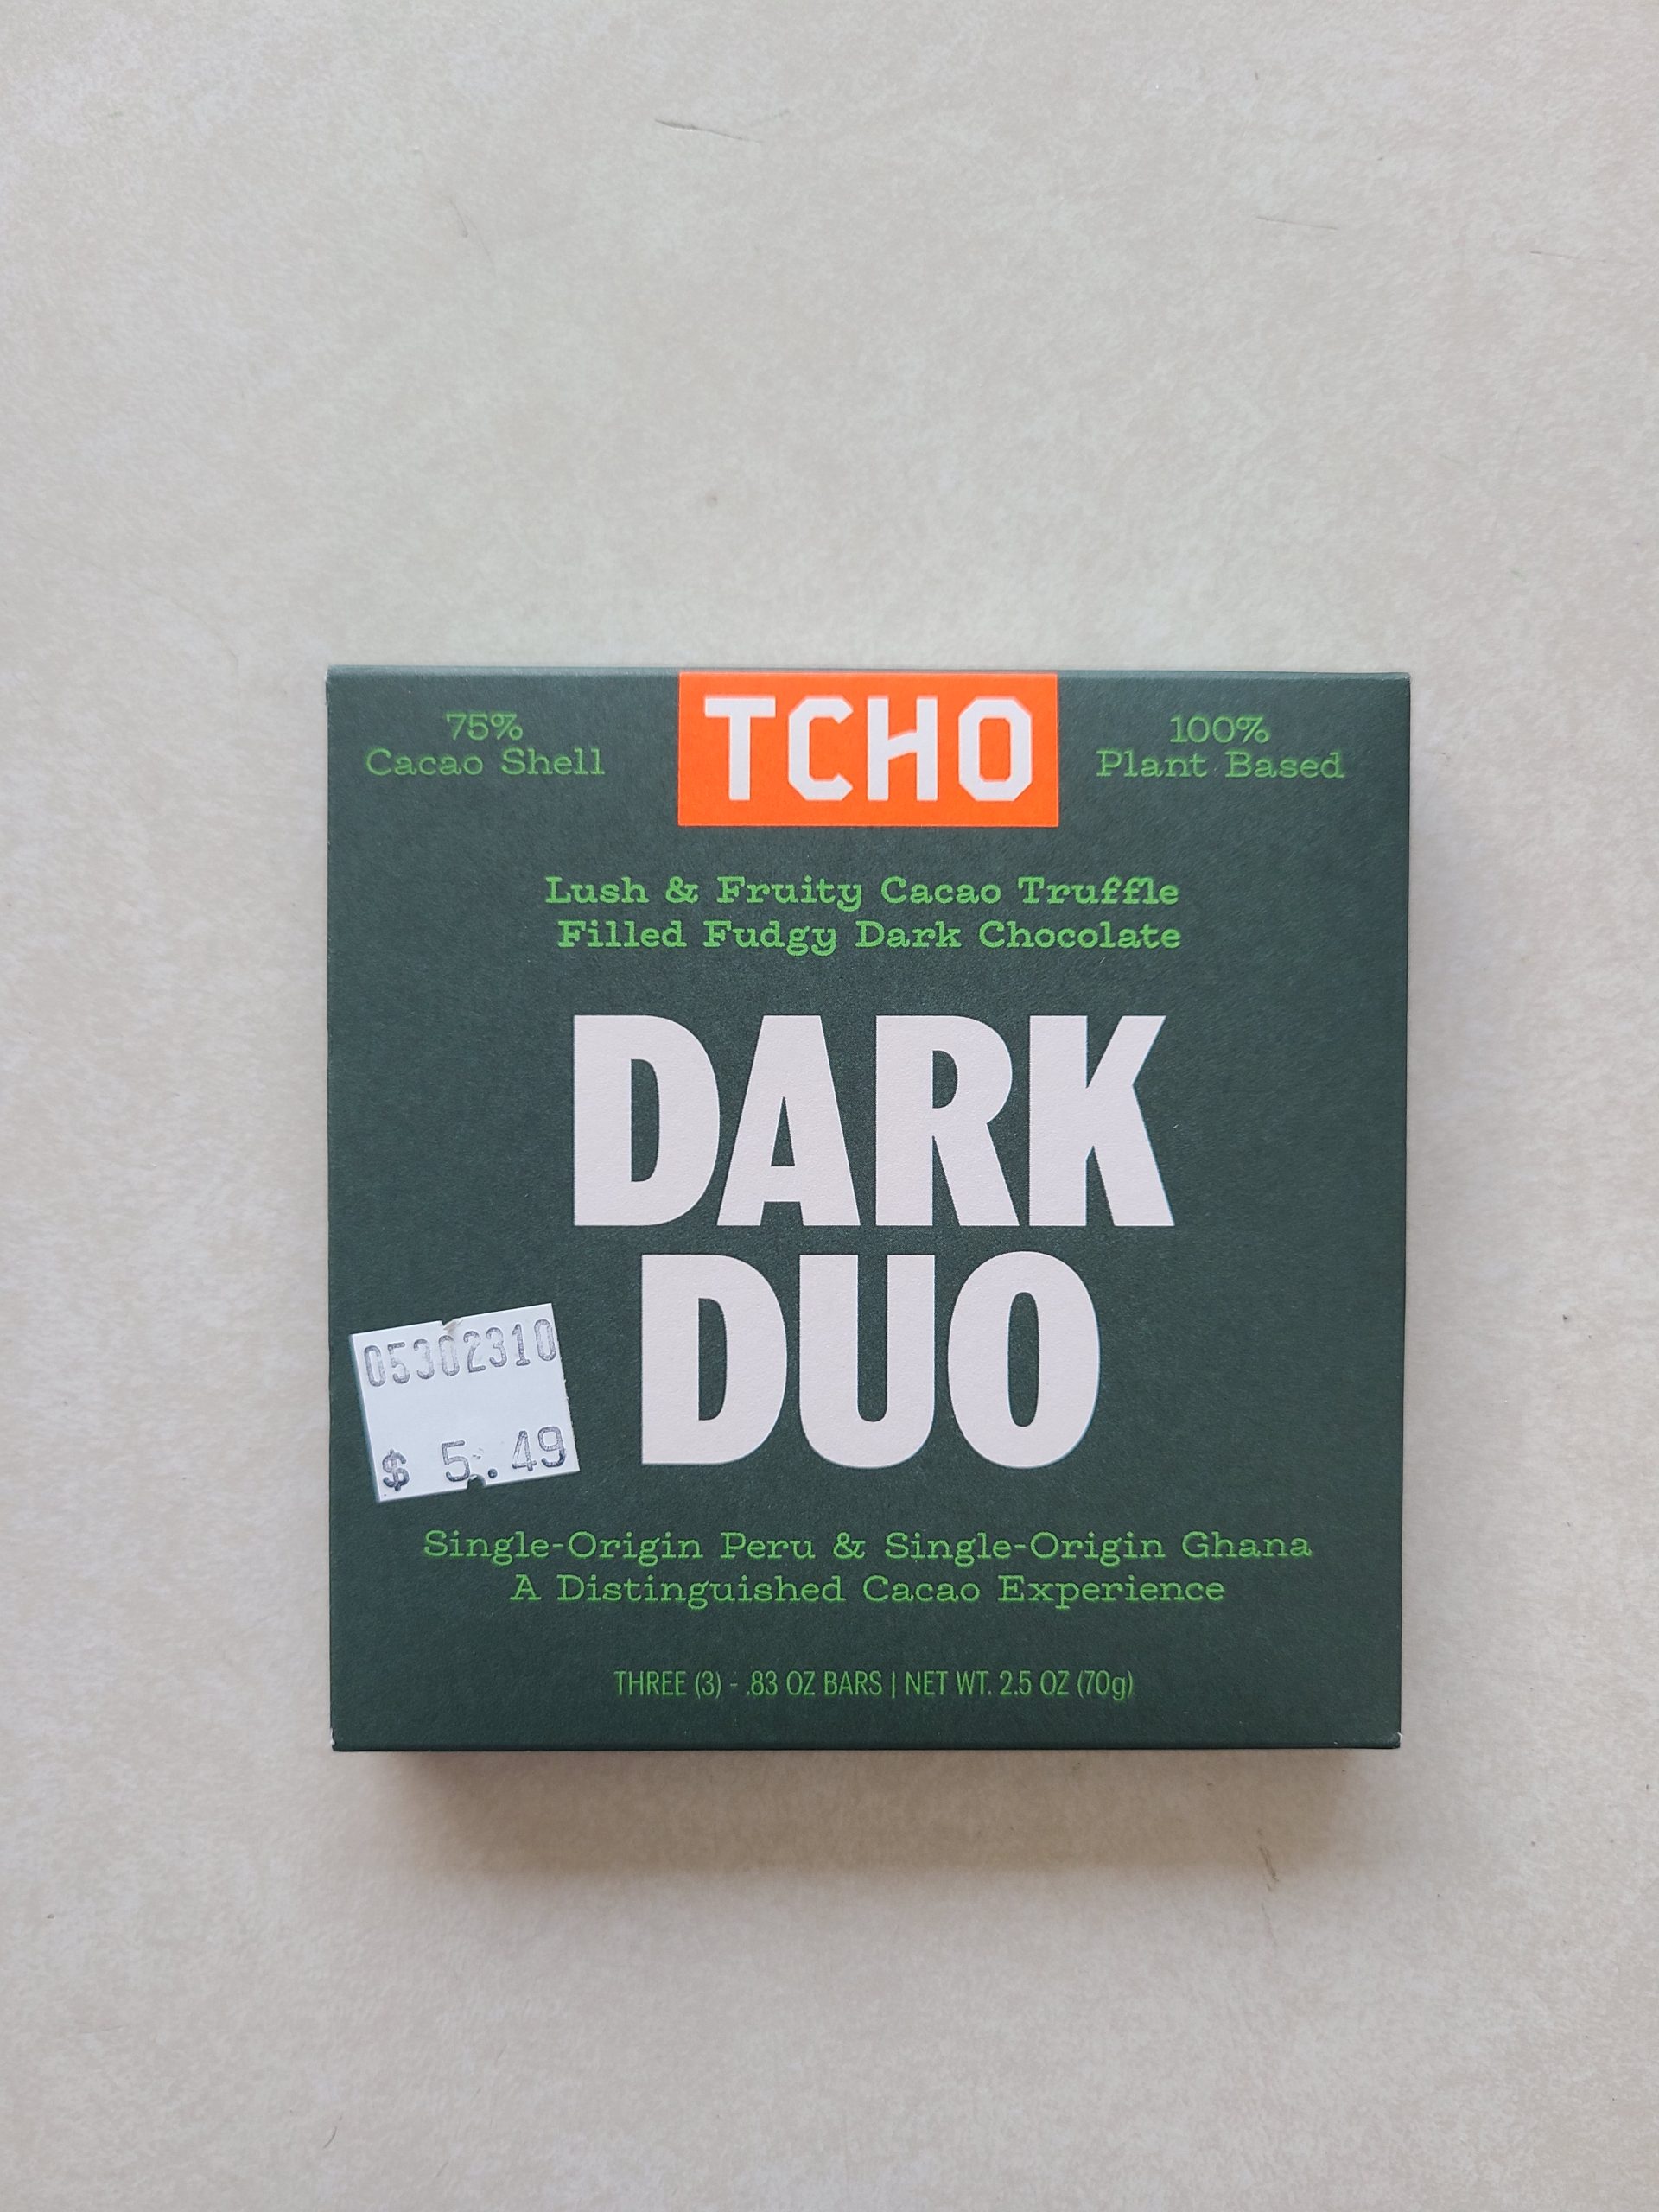 TCHO
75%
Cacao Shell
100%
Plant Based
Lush & Fruity Cacao Truffle
Filled Fudgy Dark Chocolate
DARK
DUO
05302310
$ 5.49
Single-Origin Peru & Single-Origin Ghana
A Distinguished Cacao Experience
THREE (3) - .83 OZ BARS | NET WT. 2.5 OZ (70g)